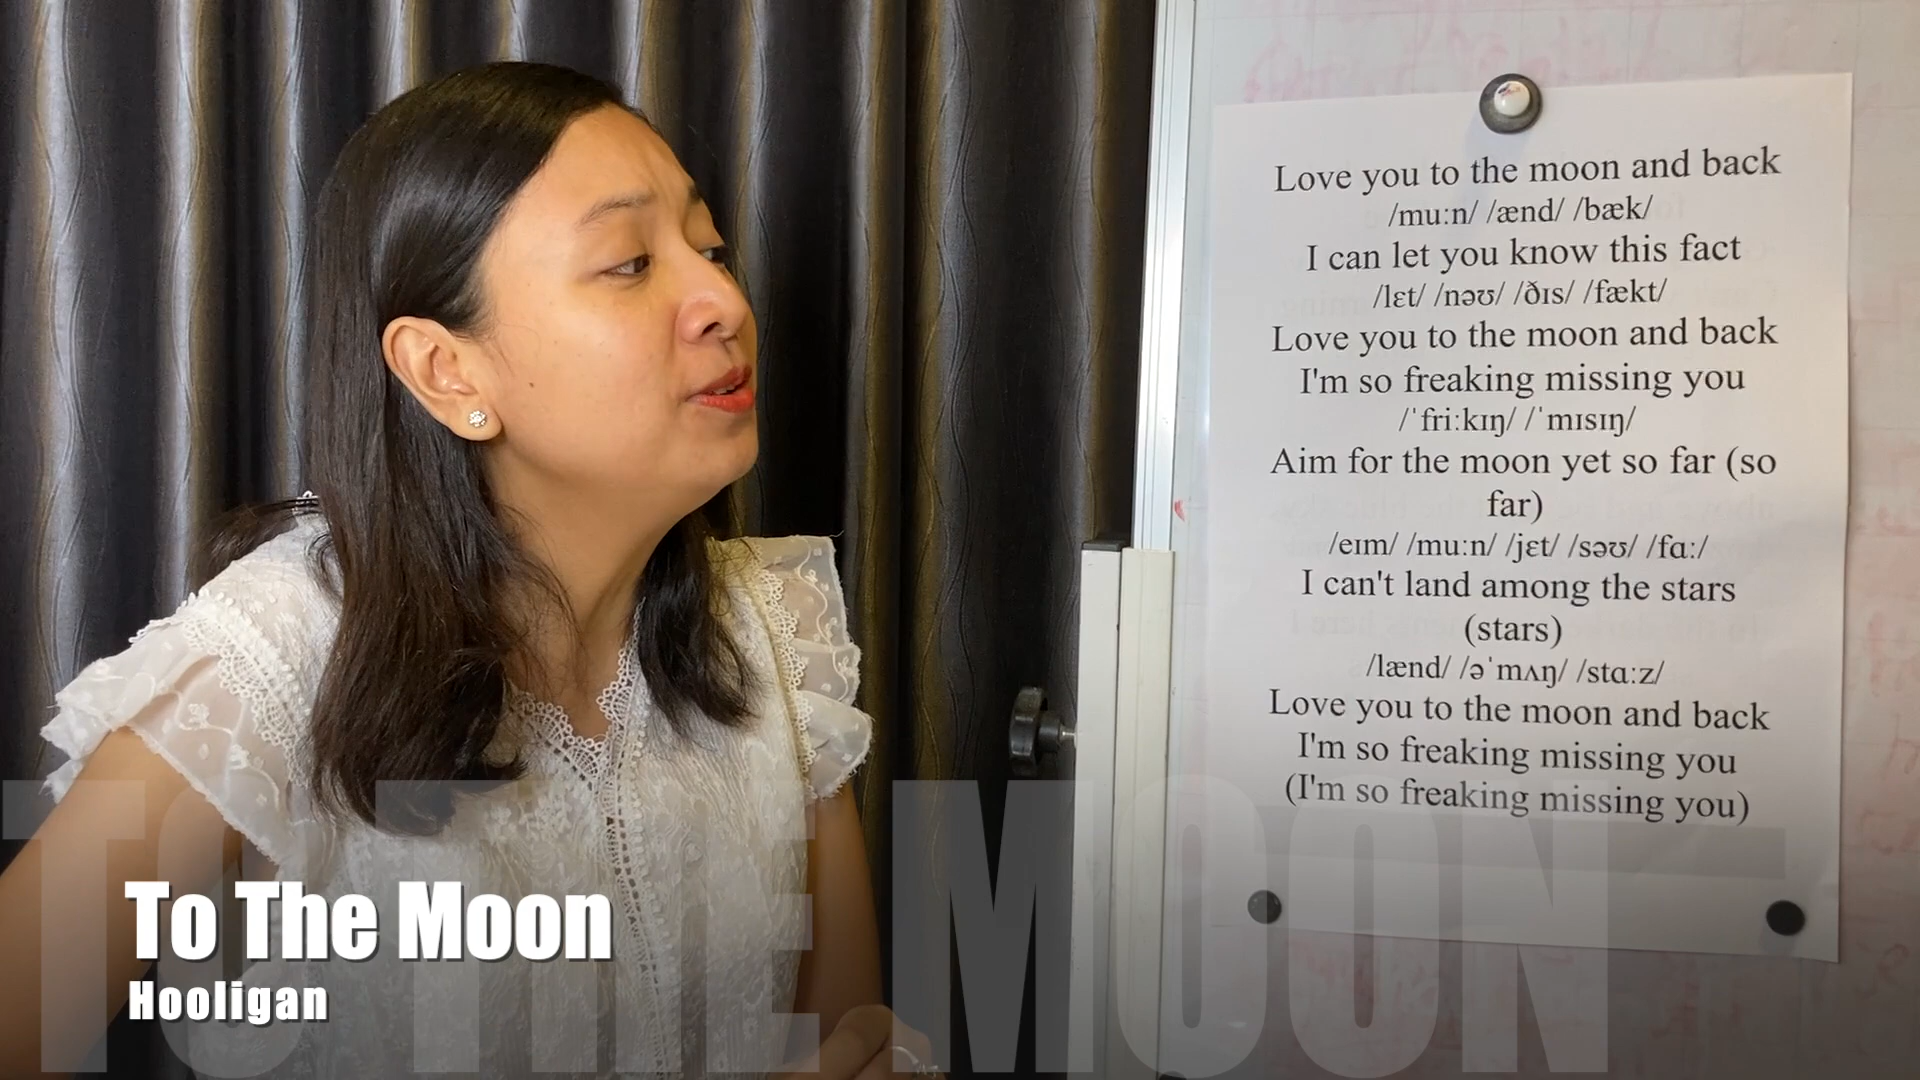 Love you to the moon and back
/muːn/ /ænd/ /bæk/
I can let you know this fact
/lɛt/ /nəʊ/ /ðɪs/ /fækt/
Love you to the moon and back
I'm so freaking missing you
/ˈfriːkɪŋ/ /ˈmɪsɪŋ/
Aim for the moon yet so far (so
far)
/eɪm/ /muːn/ /jɛt/ /səʊ/ /fɑː/
I can't land among the stars
(stars)
/lænd/ /əˈmʌŋ/ /stɑːz/
Love you to the moon and back
I'm so freaking missing you
(I'm so freaking missing you)
TO THE MOON
To The Moon
Hooligan